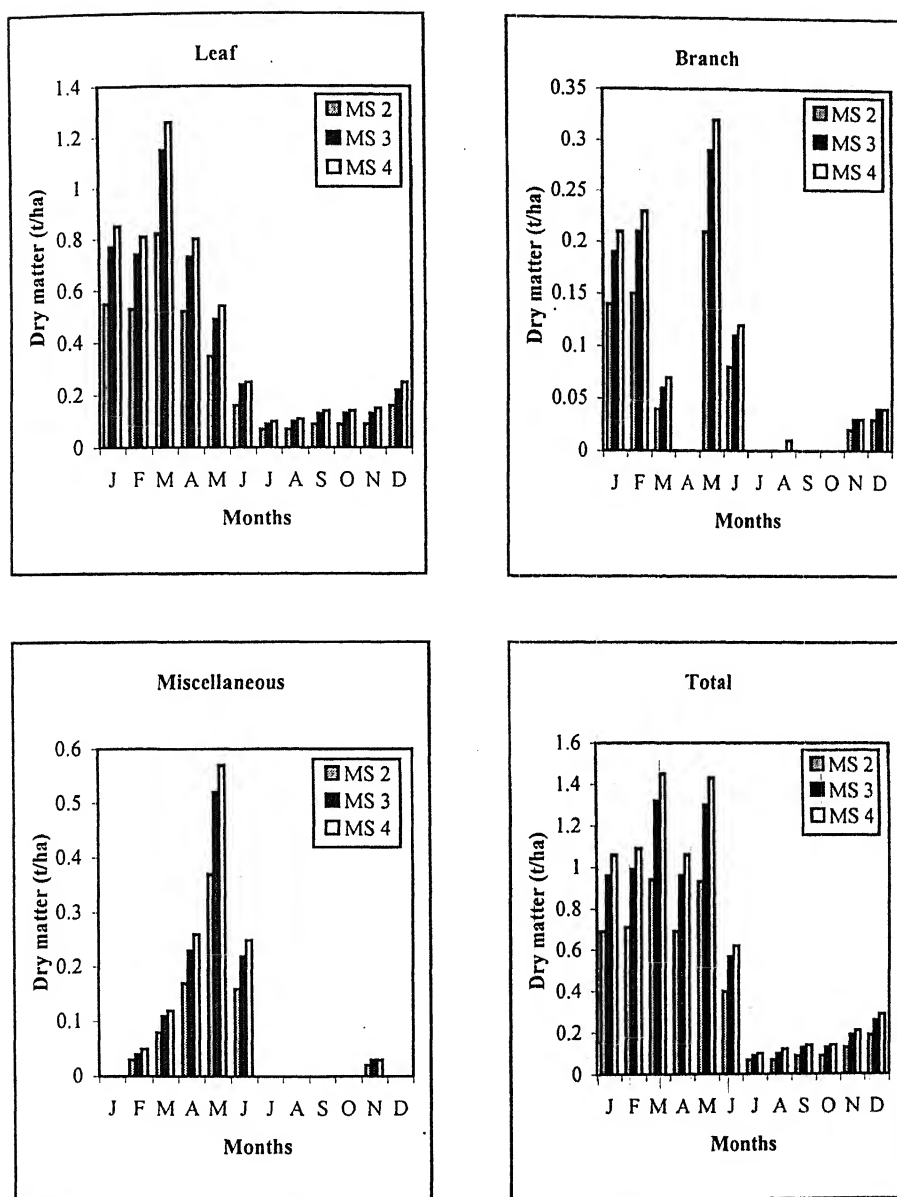 Leaf
Dry matter (t/ha)
1.4
1.2
1
0.8
0.6
0.4
0.2
0
MS 2
MS 3
MS 4
J F M A M J J A S O N D
Months
Branch
Dry matter (t/ha)
0.35
0.3
0.25
0.2
0.15
0.1
0.05
0
MS 2
MS 3
MS 4
J F M A M J J A S O N D
Months
Miscellaneous
Dry matter (t/ha)
0.6
0.5
0.4
0.3
0.2
0.1
0
MS 2
MS 3
MS 4
J F M A M J J A S O N D
Months
Total
Dry matter (t/ha)
1.6
1.4
1.2
1
0.8
0.6
0.4
0.2
0
MS 2
MS 3
MS 4
J F M A M J J A S O N D
Months